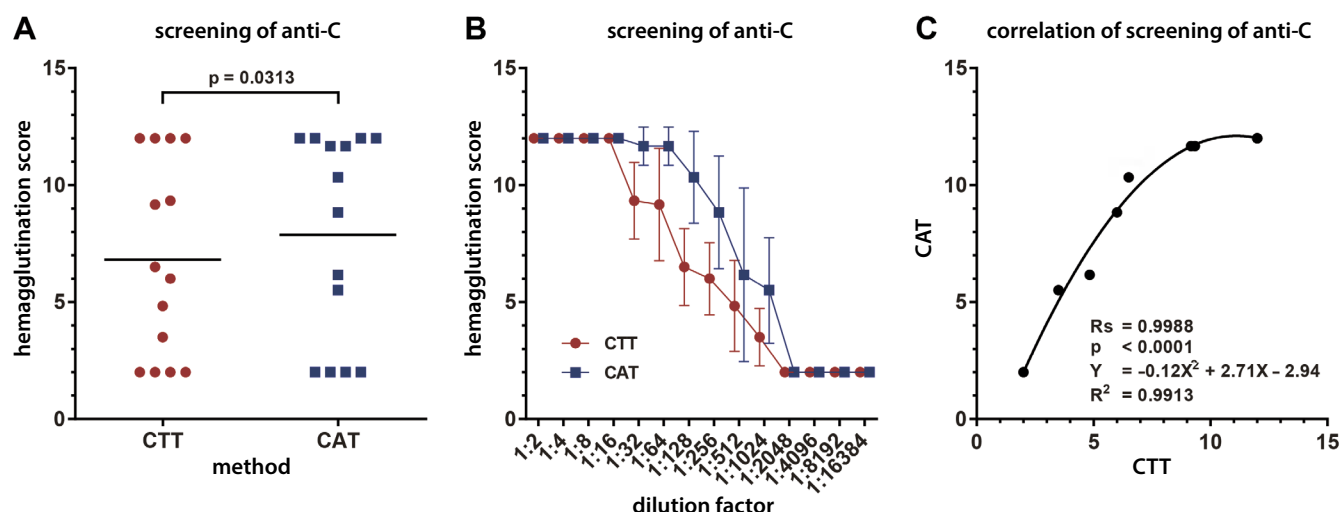 A
screening of anti-C
p = 0.0313
hemagglutination score
15
10
5
0
CTT
CAT
method
B
screening of anti-C
hemagglutination score
15
10
5
0
CTT
CAT
1:2
1:4
1:8
1:16
1:32
1:64
1:128
1:256
1:512
1:1024
1:2048
1:4096
1:8192
1:16384
dilution factor
C
correlation of screening of anti-C
CAT
15
10
5
0
Rs = 0.9988
p < 0.0001
Y = –0.12X² + 2.71X – 2.94
R² = 0.9913
0
5
10
15
CTT